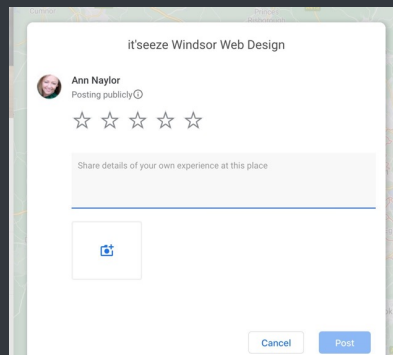 it'seeze Windsor Web Design
Ann Naylor
Posting publicly
Share details of your own experience at this place
Cancel
Post